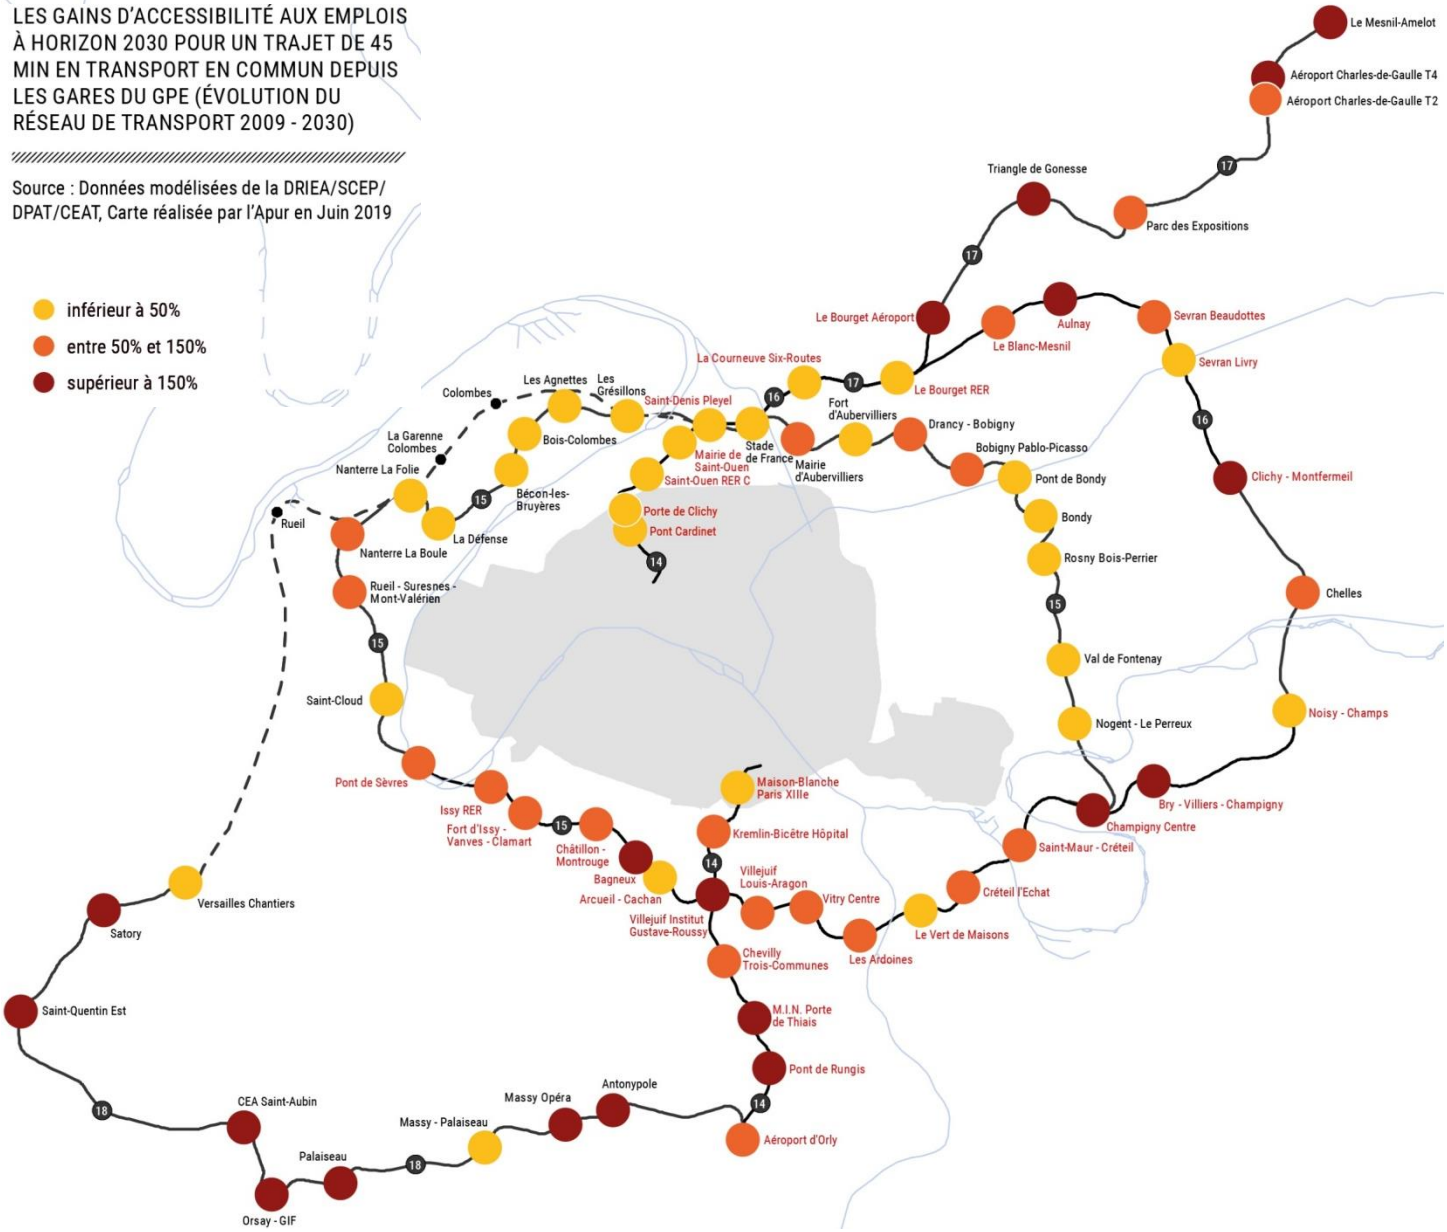 LES GAINS D'ACCESSIBILITÉ AUX EMPLOIS
À HORIZON 2030 POUR UN TRAJET DE 45
MIN EN TRANSPORT EN COMMUN DEPUIS
LES GARES DU GPE (ÉVOLUTION DU
RÉSEAU DE TRANSPORT 2009 - 2030)
Source : Données modélisées de la DRIEA/SCEP/
DPAT/CEAT, Carte réalisée par l'Apur en Juin 2019
inférieur à 50%
entre 50% et 150%
supérieur à 150%
Le Mesnil-Amelot
Aéroport Charles-de-Gaulle T4
Aéroport Charles-de-Gaulle T2
17
Triangle de Gonesse
Parc des Expositions
17
Le Bourget Aéroport
Aulnay
Le Blanc-Mesnil
Sevran Beaudottes
Sevran Livry
La Courneuve Six-Routes
17
Le Bourget RER
16
16
Les Agnettes
Les
Grésillons
Colombes
Saint-Denis Pleyel
Fort
d'Aubervilliers
Drancy - Bobigny
Bois-Colombes
La Garenne
Colombes
Stade
de France
Mairie de
Saint-Ouen
Mairie
d'Aubervilliers
Bobigny Pablo-Picasso
Nanterre La Folie
Saint-Ouen RER C
Pont de Bondy
Clichy - Montfermeil
15
Bécon-les-
Bruyères
Porte de Clichy
Bondy
Rueil
La Défense
Pont Cardinet
Nanterre La Boule
14
Rosny Bois-Perrier
Rueil - Suresnes -
Mont-Valérien
Chelles
15
15
Val de Fontenay
Saint-Cloud
Nogent - Le Perreux
Noisy - Champs
Pont de Sèvres
Maison-Blanche
Paris XIIIe
Bry - Villiers - Champigny
Issy RER
Champigny Centre
Fort d'Issy -
Vanves - Clamart
15
Kremlin-Bicêtre Hôpital
Châtillon -
Montrouge
Saint-Maur - Créteil
14
Bagneux
Villejuif
Louis-Aragon
Arcueil - Cachan
Vitry Centre
Créteil l'Echat
Villejuif Institut
Gustave-Roussy
Le Vert de Maisons
Versailles Chantiers
Satory
Chevilly
Trois-Communes
Les Ardoines
Saint-Quentin Est
M.I.N. Porte
de Thiais
Pont de Rungis
18
CEA Saint-Aubin
Massy Opéra
Antonypole
14
Massy - Palaiseau
Aéroport d'Orly
Palaiseau
18
Orsay - GIF